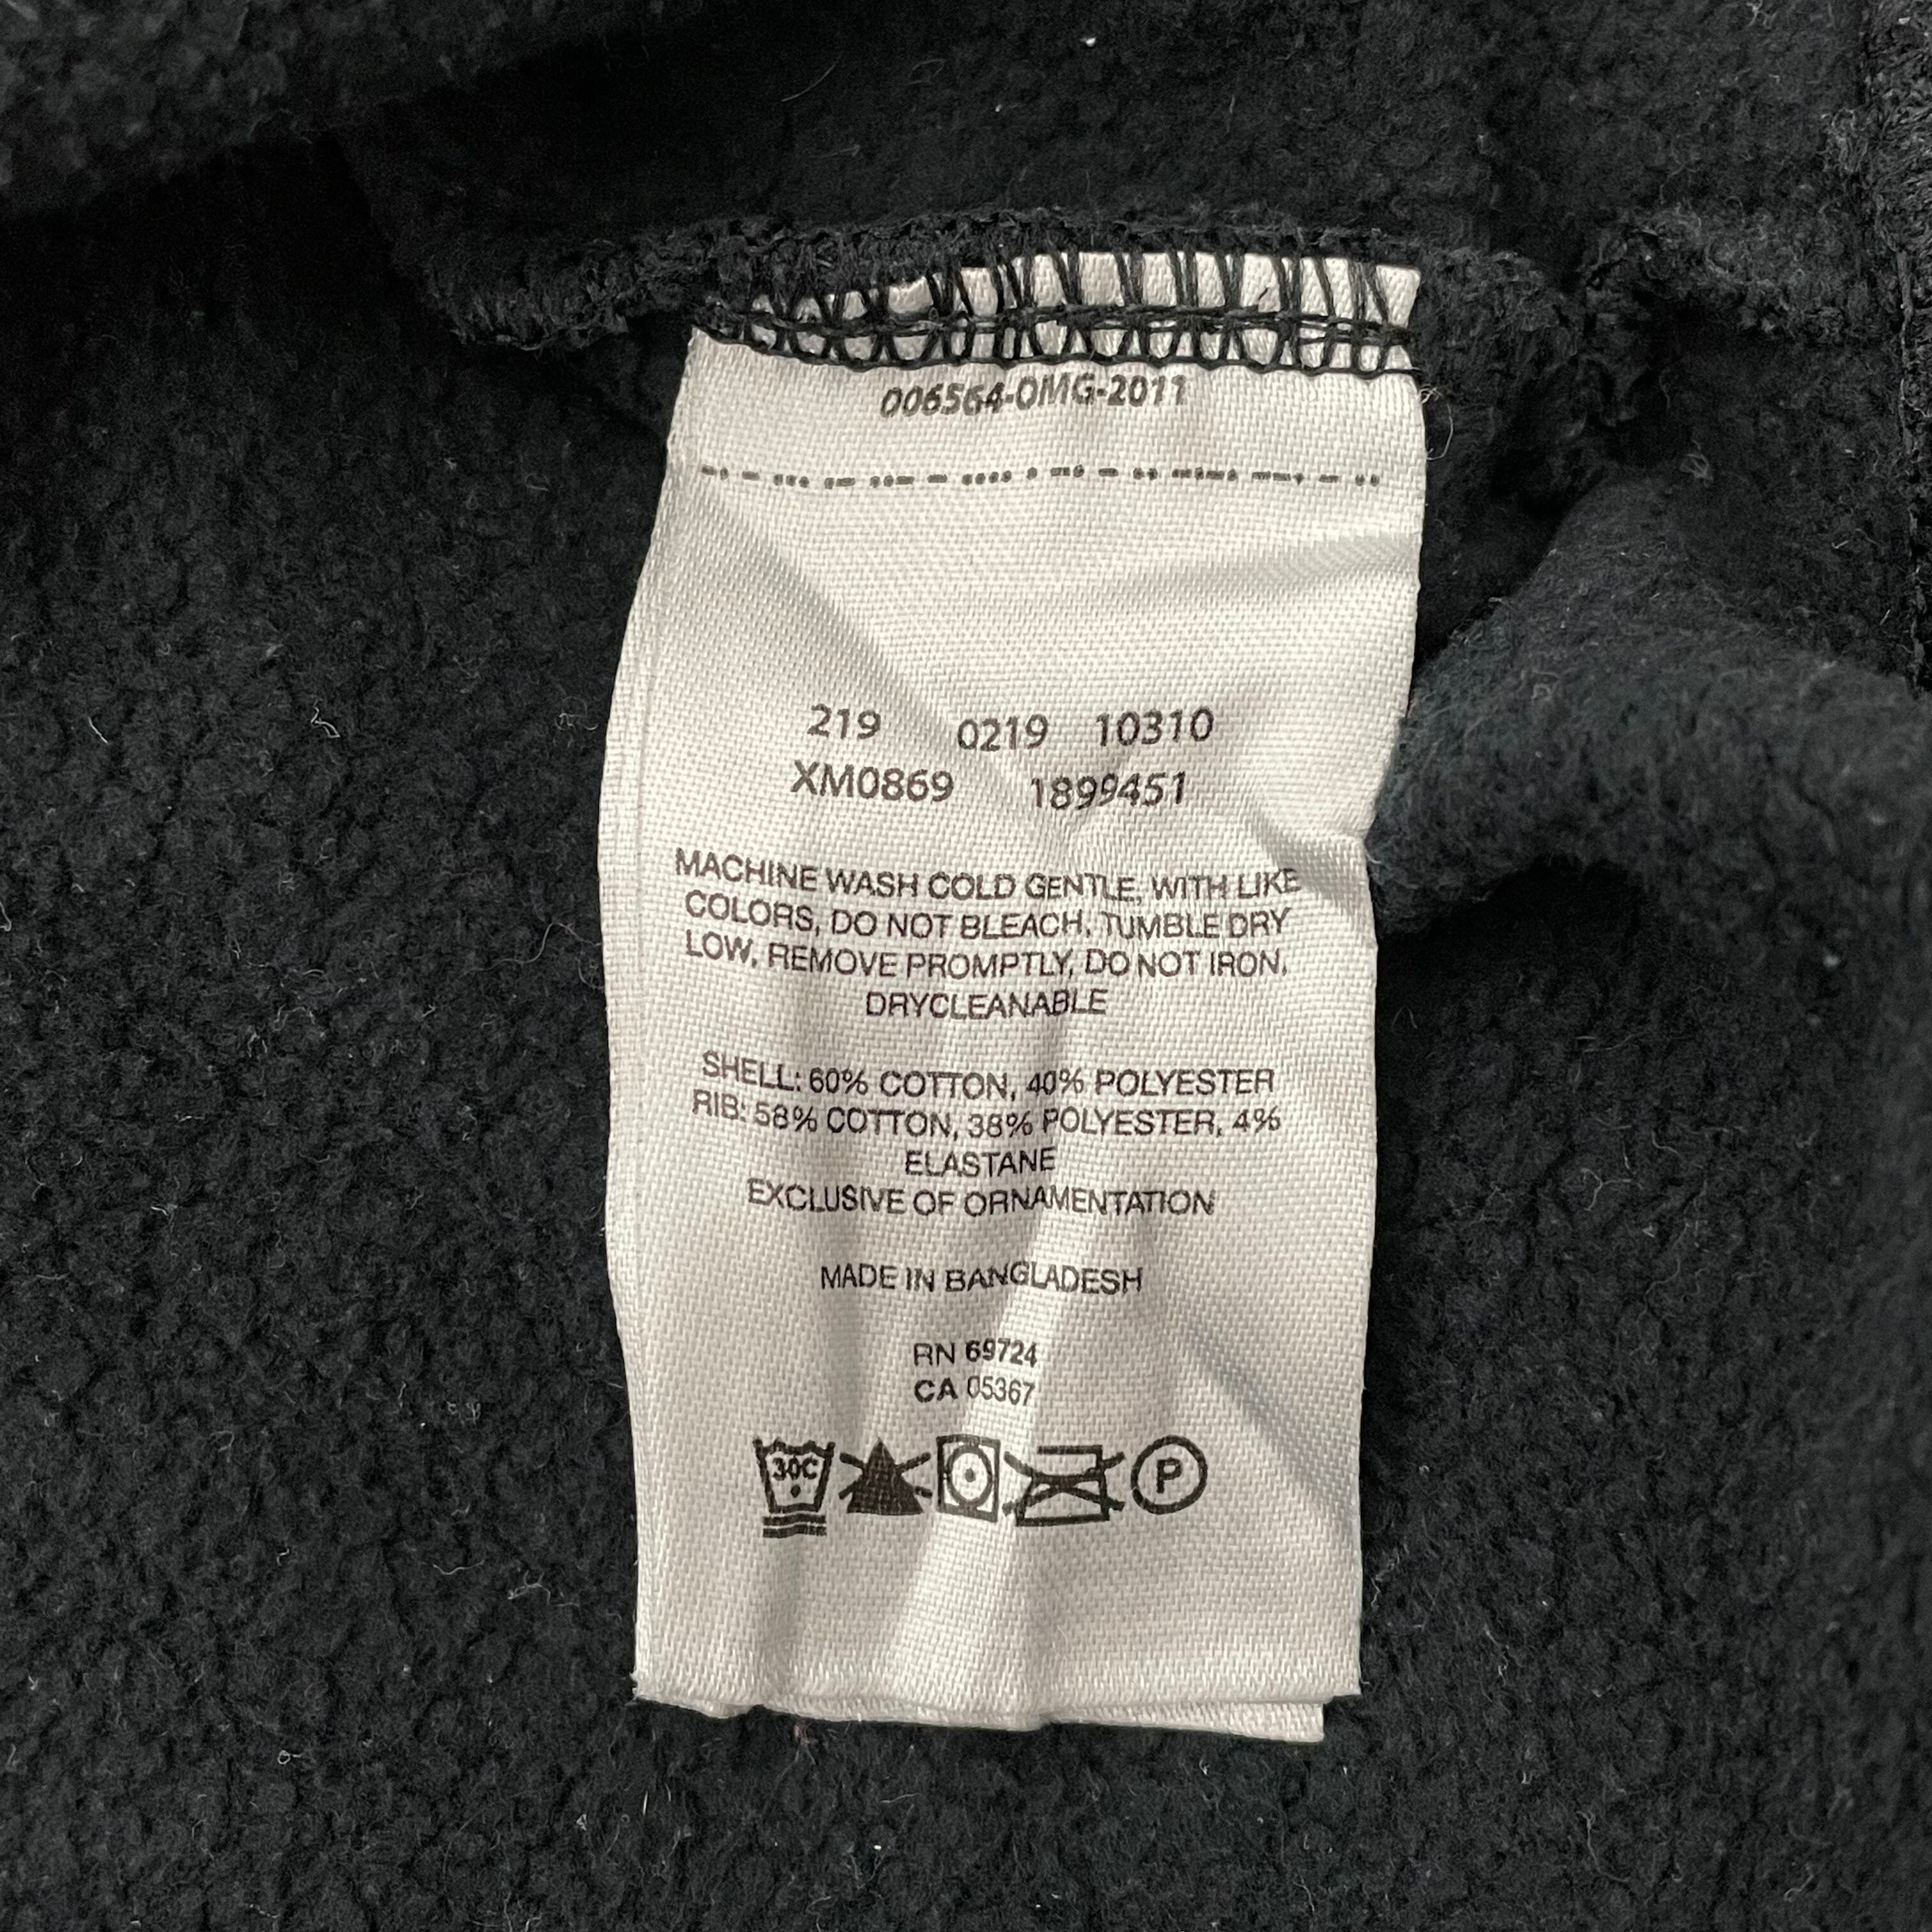 006564-OMG-2011
219 0219 10310
XM0869 1899451
MACHINE WASH COLD GENTLE, WITH LIKE
COLORS, DO NOT BLEACH, TUMBLE DRY
LOW, REMOVE PROMPTLY, DO NOT IRON,
DRYCLEANABLE
SHELL: 60% COTTON, 40% POLYESTER
RIB: 58% COTTON, 38% POLYESTER, 4%
ELASTANE
EXCLUSIVE OF ORNAMENTATION
MADE IN BANGLADESH
RN 69724
CA 05367
30C P